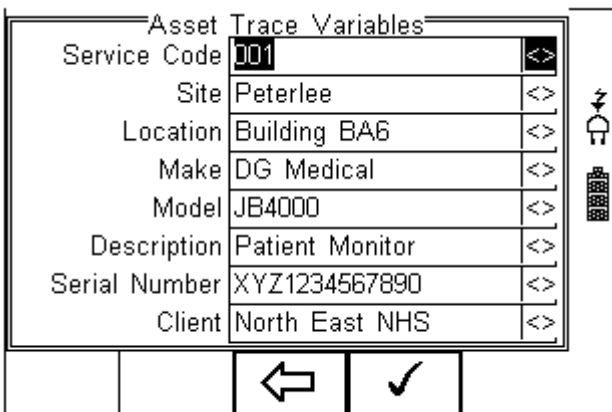 Asset Trace Variables
Service Code 001 <>
Site Peterlee <>
Location Building BA6 <>
Make DG Medical <>
Model JB4000 <>
Description Patient Monitor <>
Serial Number XYZ1234567890 <>
Client North East NHS <>